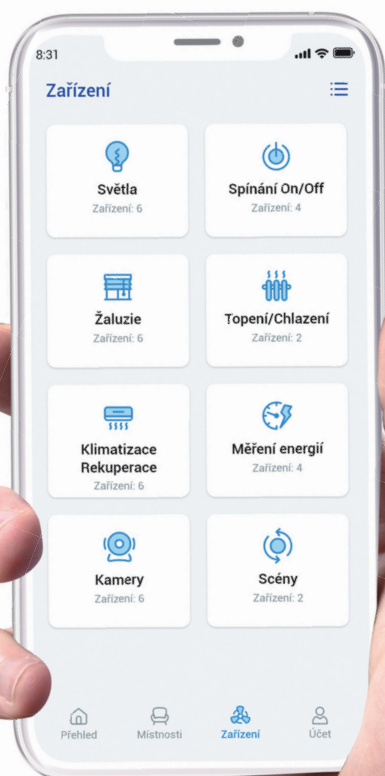 8:31
Zařízení
Světla
Zařízení: 6
Spínání On/Off
Zařízení: 4
Žaluzie
Zařízení: 6
Topení/Chlazení
Zařízení: 2
Klimatizace
Rekuperace
Zařízení: 6
Měření energií
Zařízení: 4
Kamery
Zařízení: 6
Scény
Zařízení: 2
Přehled
Místnosti
Zařízení
Účet